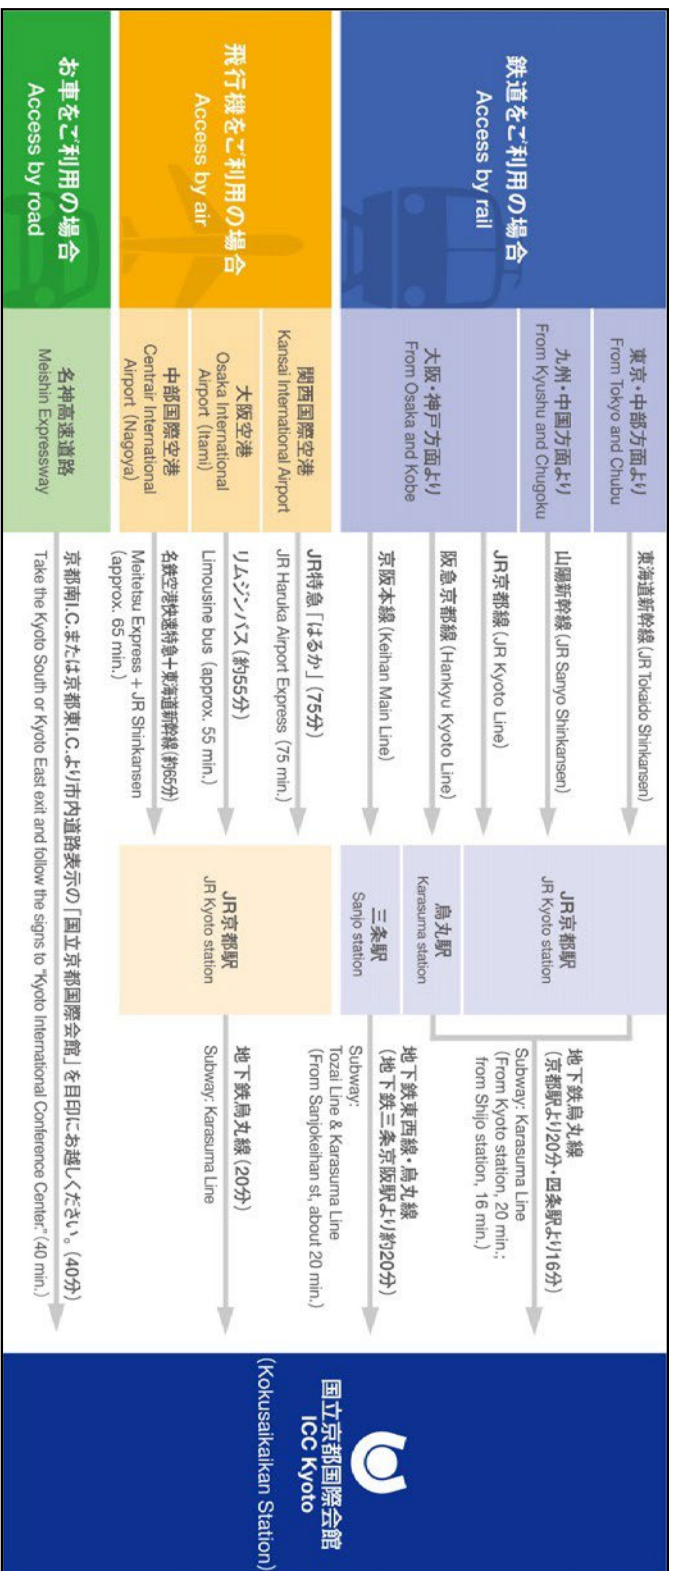 鉄道をご利用の場合
Access by rail
東京・中部方面より
From Tokyo and Chubu
東海道新幹線 (JR Tokaido Shinkansen)
九州・中国方面より
From Kyushu and Chugoku
山陽新幹線 (JR Sanyo Shinkansen)
大阪・神戸方面より
From Osaka and Kobe
JR京都線 (JR Kyoto Line)
阪急京都線 (Hankyu Kyoto Line)
京阪本線 (Keihan Main Line)
JR京都駅
JR Kyoto station
烏丸駅
Karasuma station
三条駅
Sanjo station
地下鉄烏丸線
(京都駅より20分・四条駅より16分)
Subway: Karasuma Line
(From Kyoto station, 20 min.;
from Shijo station, 16 min.)
地下鉄東西線・烏丸線
(地下鉄三条京阪駅より約20分)
Subway:
Tozai Line & Karasuma Line
(From Sanjokeihan st, about 20 min.)
飛行機をご利用の場合
Access by air
関西国際空港
Kansai International Airport
JR特急「はるか」(75分)
JR Haruka Airport Express (75 min.)
大阪空港
Osaka International
Airport (Itami)
リムジンバス (約55分)
Limousine bus (approx. 55 min.)
中部国際空港
Centrair International
Airport (Nagoya)
名鉄空港快速特急+東海道新幹線(約65分)
Meitetsu Express + JR Shinkansen
(approx. 65 min.)
JR京都駅
JR Kyoto station
地下鉄烏丸線 (20分)
Subway: Karasuma Line
お車をご利用の場合
Access by road
名神高速道路
Meishin Expressway
京都南I.C.または京都東I.C.より市内道路表示の「国立京都国際会館」を目印にお越しください。(40分)
Take the Kyoto South or Kyoto East exit and follow the signs to "Kyoto International Conference Center." (40 min.)
国立京都国際会館
ICC Kyoto
(Kokusaikaikan Station)